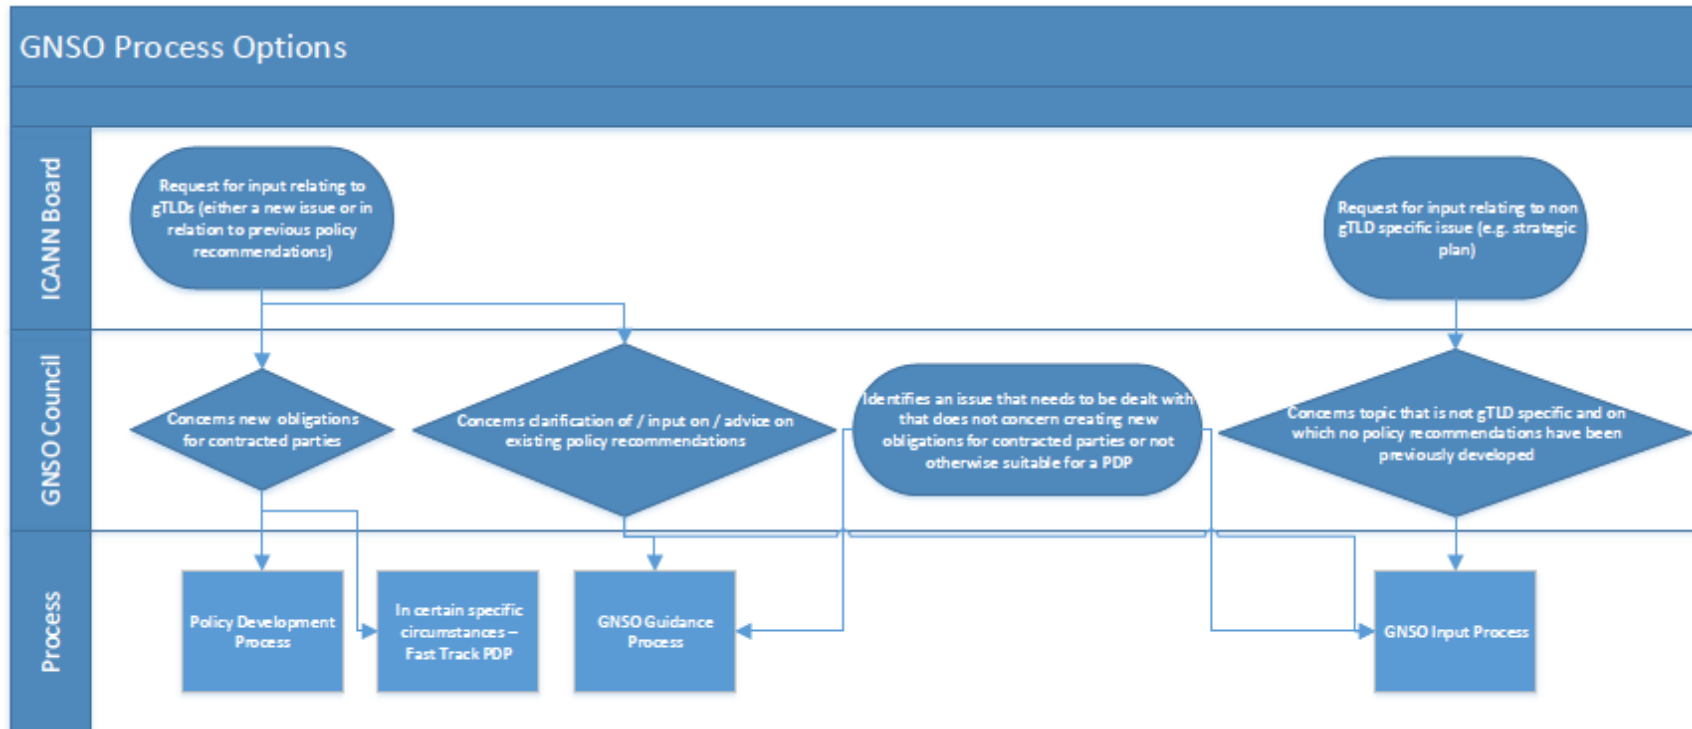 GNSO Process Options
ICANN Board
Request for input relating to
gTLDs (either a new issue or in
relation to previous policy
recommendations)
Request for input relating to non
gTLD specific issue (e.g. strategic
plan)
GNSO Council
Concerns new obligations
for contracted parties
Concerns clarification of / input on / advice on
existing policy recommendations
Identifies an issue that needs to be dealt with
that does not concern creating new
obligations for contracted parties or not
otherwise suitable for a PDP
Concerns topic that is not gTLD specific and on
which no policy recommendations have been
previously developed
Process
Policy Development
Process
In certain specific
circumstances –
Fast Track PDP
GNSO Guidance
Process
GNSO Input Process